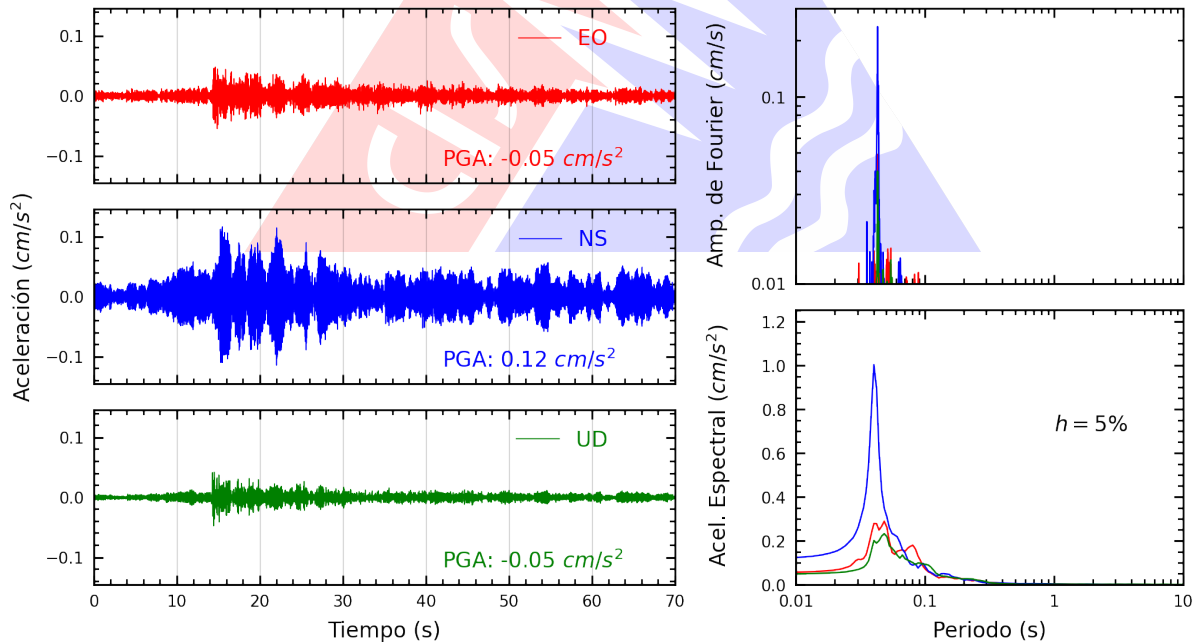 Aceleración (cm/s²)
0.1
0.0
−0.1
EO
PGA: -0.05 cm/s²
0.1
0.0
−0.1
NS
PGA: 0.12 cm/s²
0.1
0.0
−0.1
UD
PGA: -0.05 cm/s²
0 10 20 30 40 50 60 70
Tiempo (s)
Amp. de Fourier (cm/s)
0.1
0.01
Acel. Espectral (cm/s²)
1.2
1.0
0.8
0.6
0.4
0.2
0.0
h = 5%
0.01 0.1 1 10
Periodo (s)